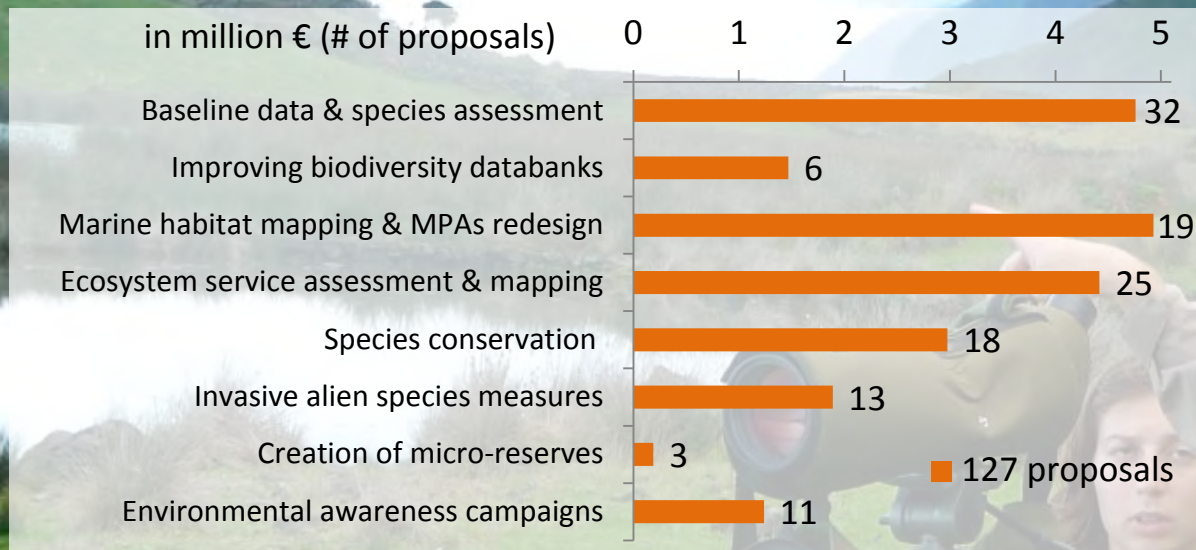 in million € (# of proposals) 0 1 2 3 4 5
Baseline data & species assessment 32
Improving biodiversity databanks 6
Marine habitat mapping & MPAs redesign 19
Ecosystem service assessment & mapping 25
Species conservation 18
Invasive alien species measures 13
Creation of micro-reserves 3
127 proposals
Environmental awareness campaigns 11